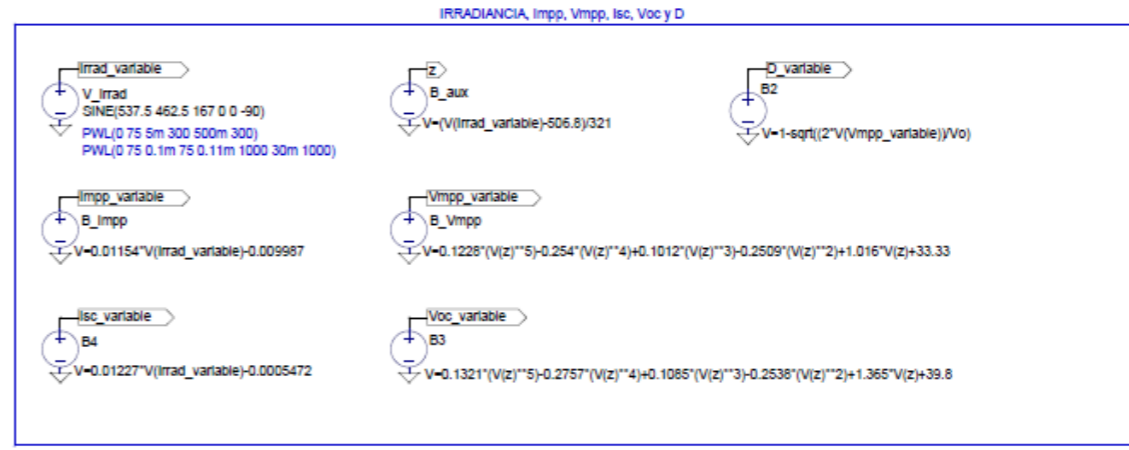 IRRADIANCIA, Impp, Vmpp, Isc, Voc y D
Irrad_variable
V_Irrad
SINE(537.5 462.5 167 0 0 -90)
PWL(0 75 5m 300 500m 300)
PWL(0 75 0.1m 75 0.11m 1000 30m 1000)
z
B_aux
V=(V(Irrad_variable)-506.8)/321
D_variable
B2
V=1-sqrt((2*V(Vmpp_variable))/Vo)
Impp_variable
B_Impp
V=0.01154*V(Irrad_variable)-0.009987
Vmpp_variable
B_Vmpp
V=0.1228*(V(z)**5)-0.254*(V(z)**4)+0.1012*(V(z)**3)-0.2509*(V(z)**2)+1.016*V(z)+33.33
Isc_variable
B4
V=0.01227*V(Irrad_variable)-0.0005472
Voc_variable
B3
V=0.1321*(V(z)**5)-0.2757*(V(z)**4)+0.1085*(V(z)**3)-0.2538*(V(z)**2)+1.365*V(z)+39.8